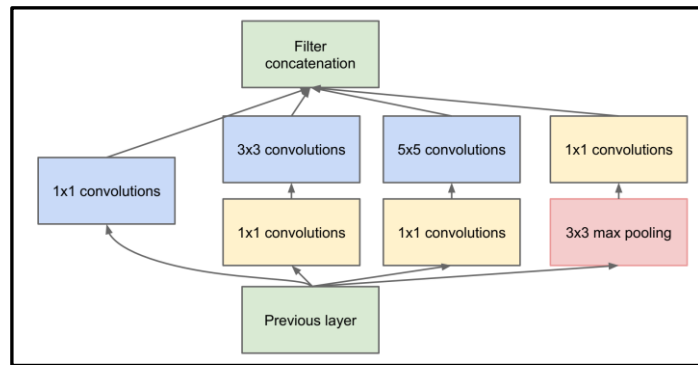 Filter
concatenation
3x3 convolutions
5x5 convolutions
1x1 convolutions
1x1 convolutions
1x1 convolutions
1x1 convolutions
3x3 max pooling
Previous layer